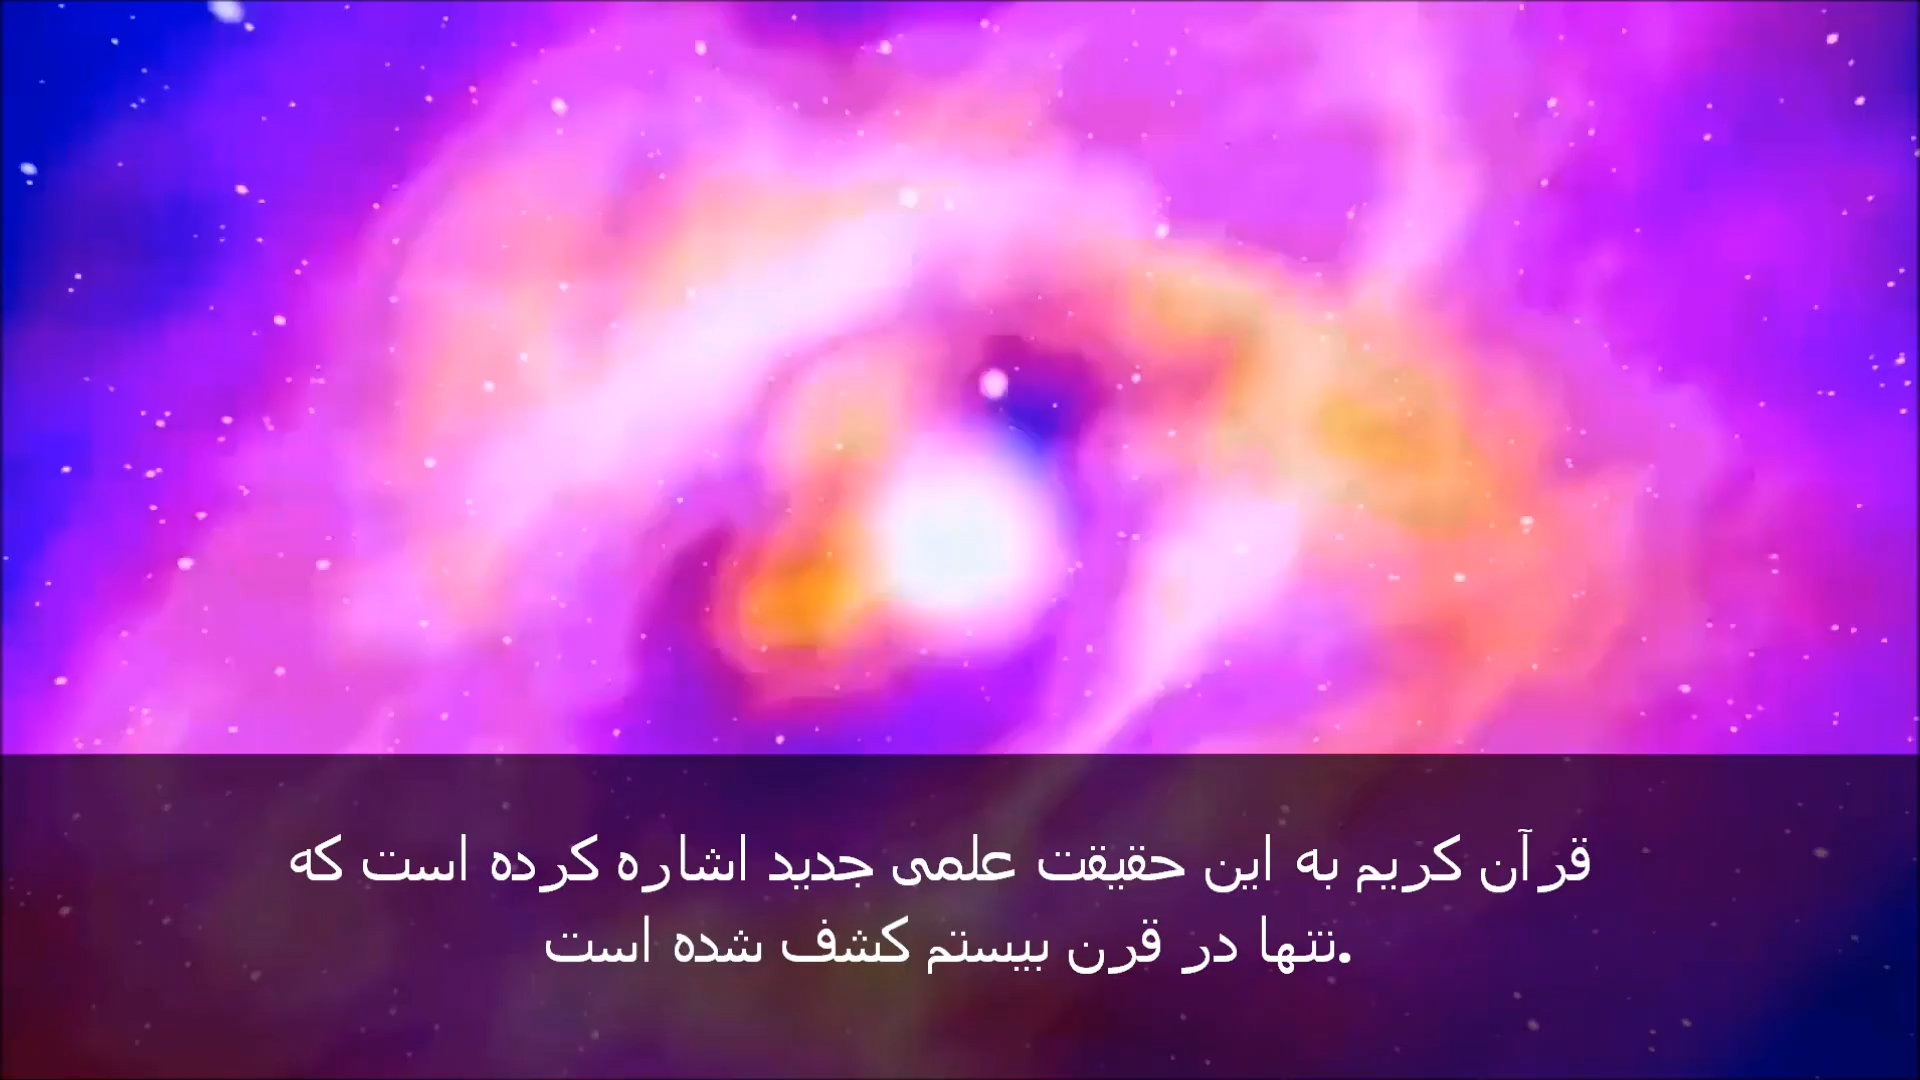 قرآن کریم به این حقیقت علمی جدید اشاره کرده است که
تنها در قرن بیستم کشف شده است.